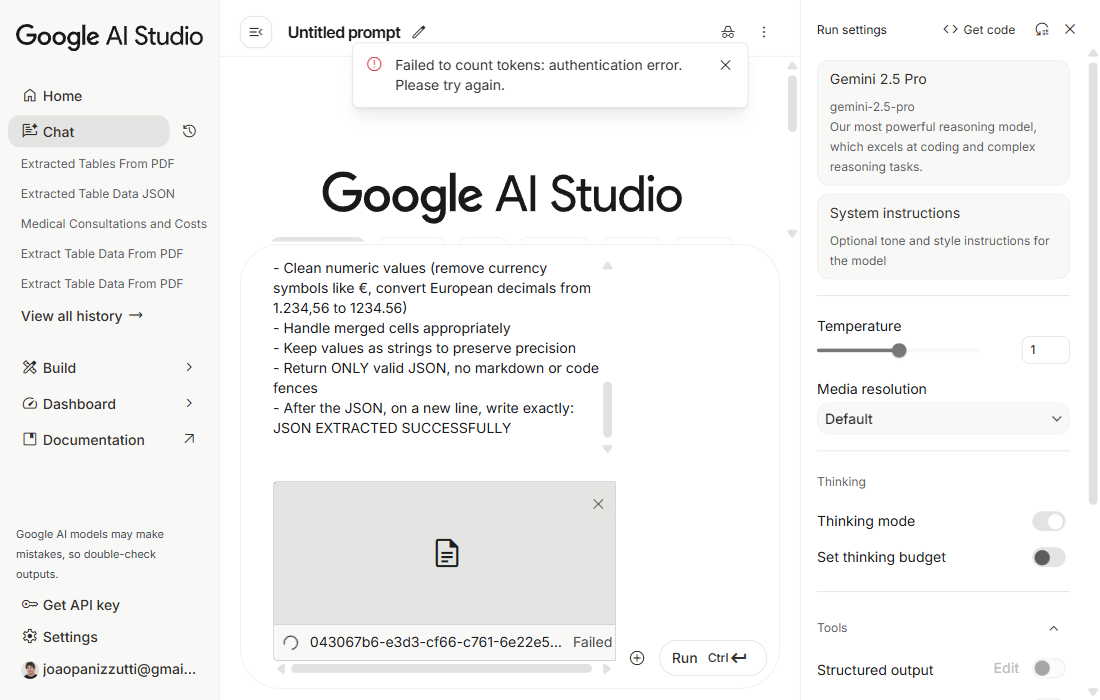 Google AI Studio
Home
Chat
Extracted Tables From PDF
Extracted Table Data JSON
Medical Consultations and Costs
Extract Table Data From PDF
Extract Table Data From PDF
View all history
Build
Dashboard
Documentation
Google AI models may make
mistakes, so double-check
outputs.
Get API key
Settings
joaopanizzutti@gmai...
Untitled prompt
Failed to count tokens: authentication error.
Please try again.
Google AI Studio
- Clean numeric values (remove currency
symbols like €, convert European decimals from
1.234,56 to 1234.56)
- Handle merged cells appropriately
- Keep values as strings to preserve precision
- Return ONLY valid JSON, no markdown or code
fences
- After the JSON, on a new line, write exactly:
JSON EXTRACTED SUCCESSFULLY
043067b6-e3d3-cf66-c761-6e22e5... Failed
Run Ctrl
Run settings
Get code
Gemini 2.5 Pro
gemini-2.5-pro
Our most powerful reasoning model,
which excels at coding and complex
reasoning tasks.
System instructions
Optional tone and style instructions for
the model
Temperature
1
Media resolution
Default
Thinking
Thinking mode
Set thinking budget
Tools
Structured output Edit